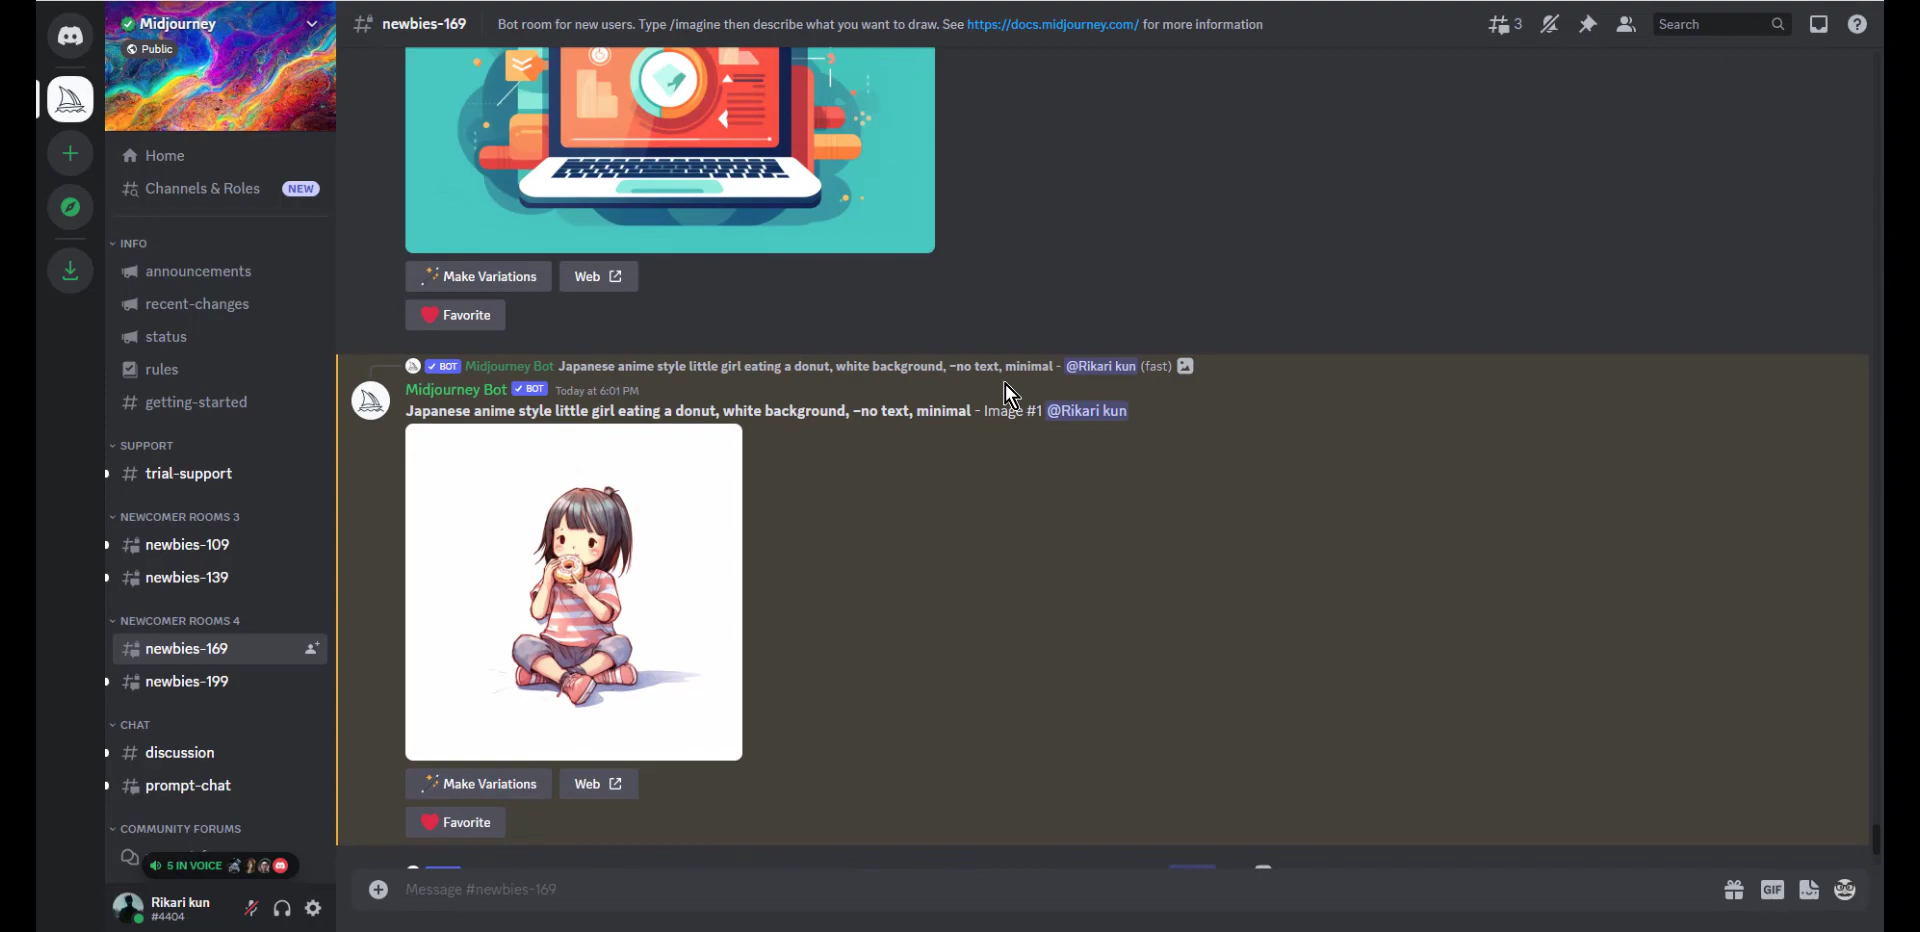 Midjourney
Public
Home
Channels & Roles NEW
INFO
announcements
recent-changes
status
rules
getting-started
SUPPORT
trial-support
NEWCOMER ROOMS 3
newbies-109
newbies-139
NEWCOMER ROOMS 4
newbies-169
newbies-199
CHAT
discussion
prompt-chat
COMMUNITY FORUMS
5 IN VOICE
Rikari kun
#4404
newbies-169 Bot room for new users. Type /imagine then describe what you want to draw. See https://docs.midjourney.com/ for more information
3
Search
Make Variations Web
Favorite
BOT Midjourney Bot Japanese anime style little girl eating a donut, white background, –no text, minimal - @Rikari kun (fast)
Midjourney Bot BOT Today at 6:01 PM
Japanese anime style little girl eating a donut, white background, –no text, minimal - Image #1 @Rikari kun
Make Variations Web
Favorite
Message #newbies-169
GIF